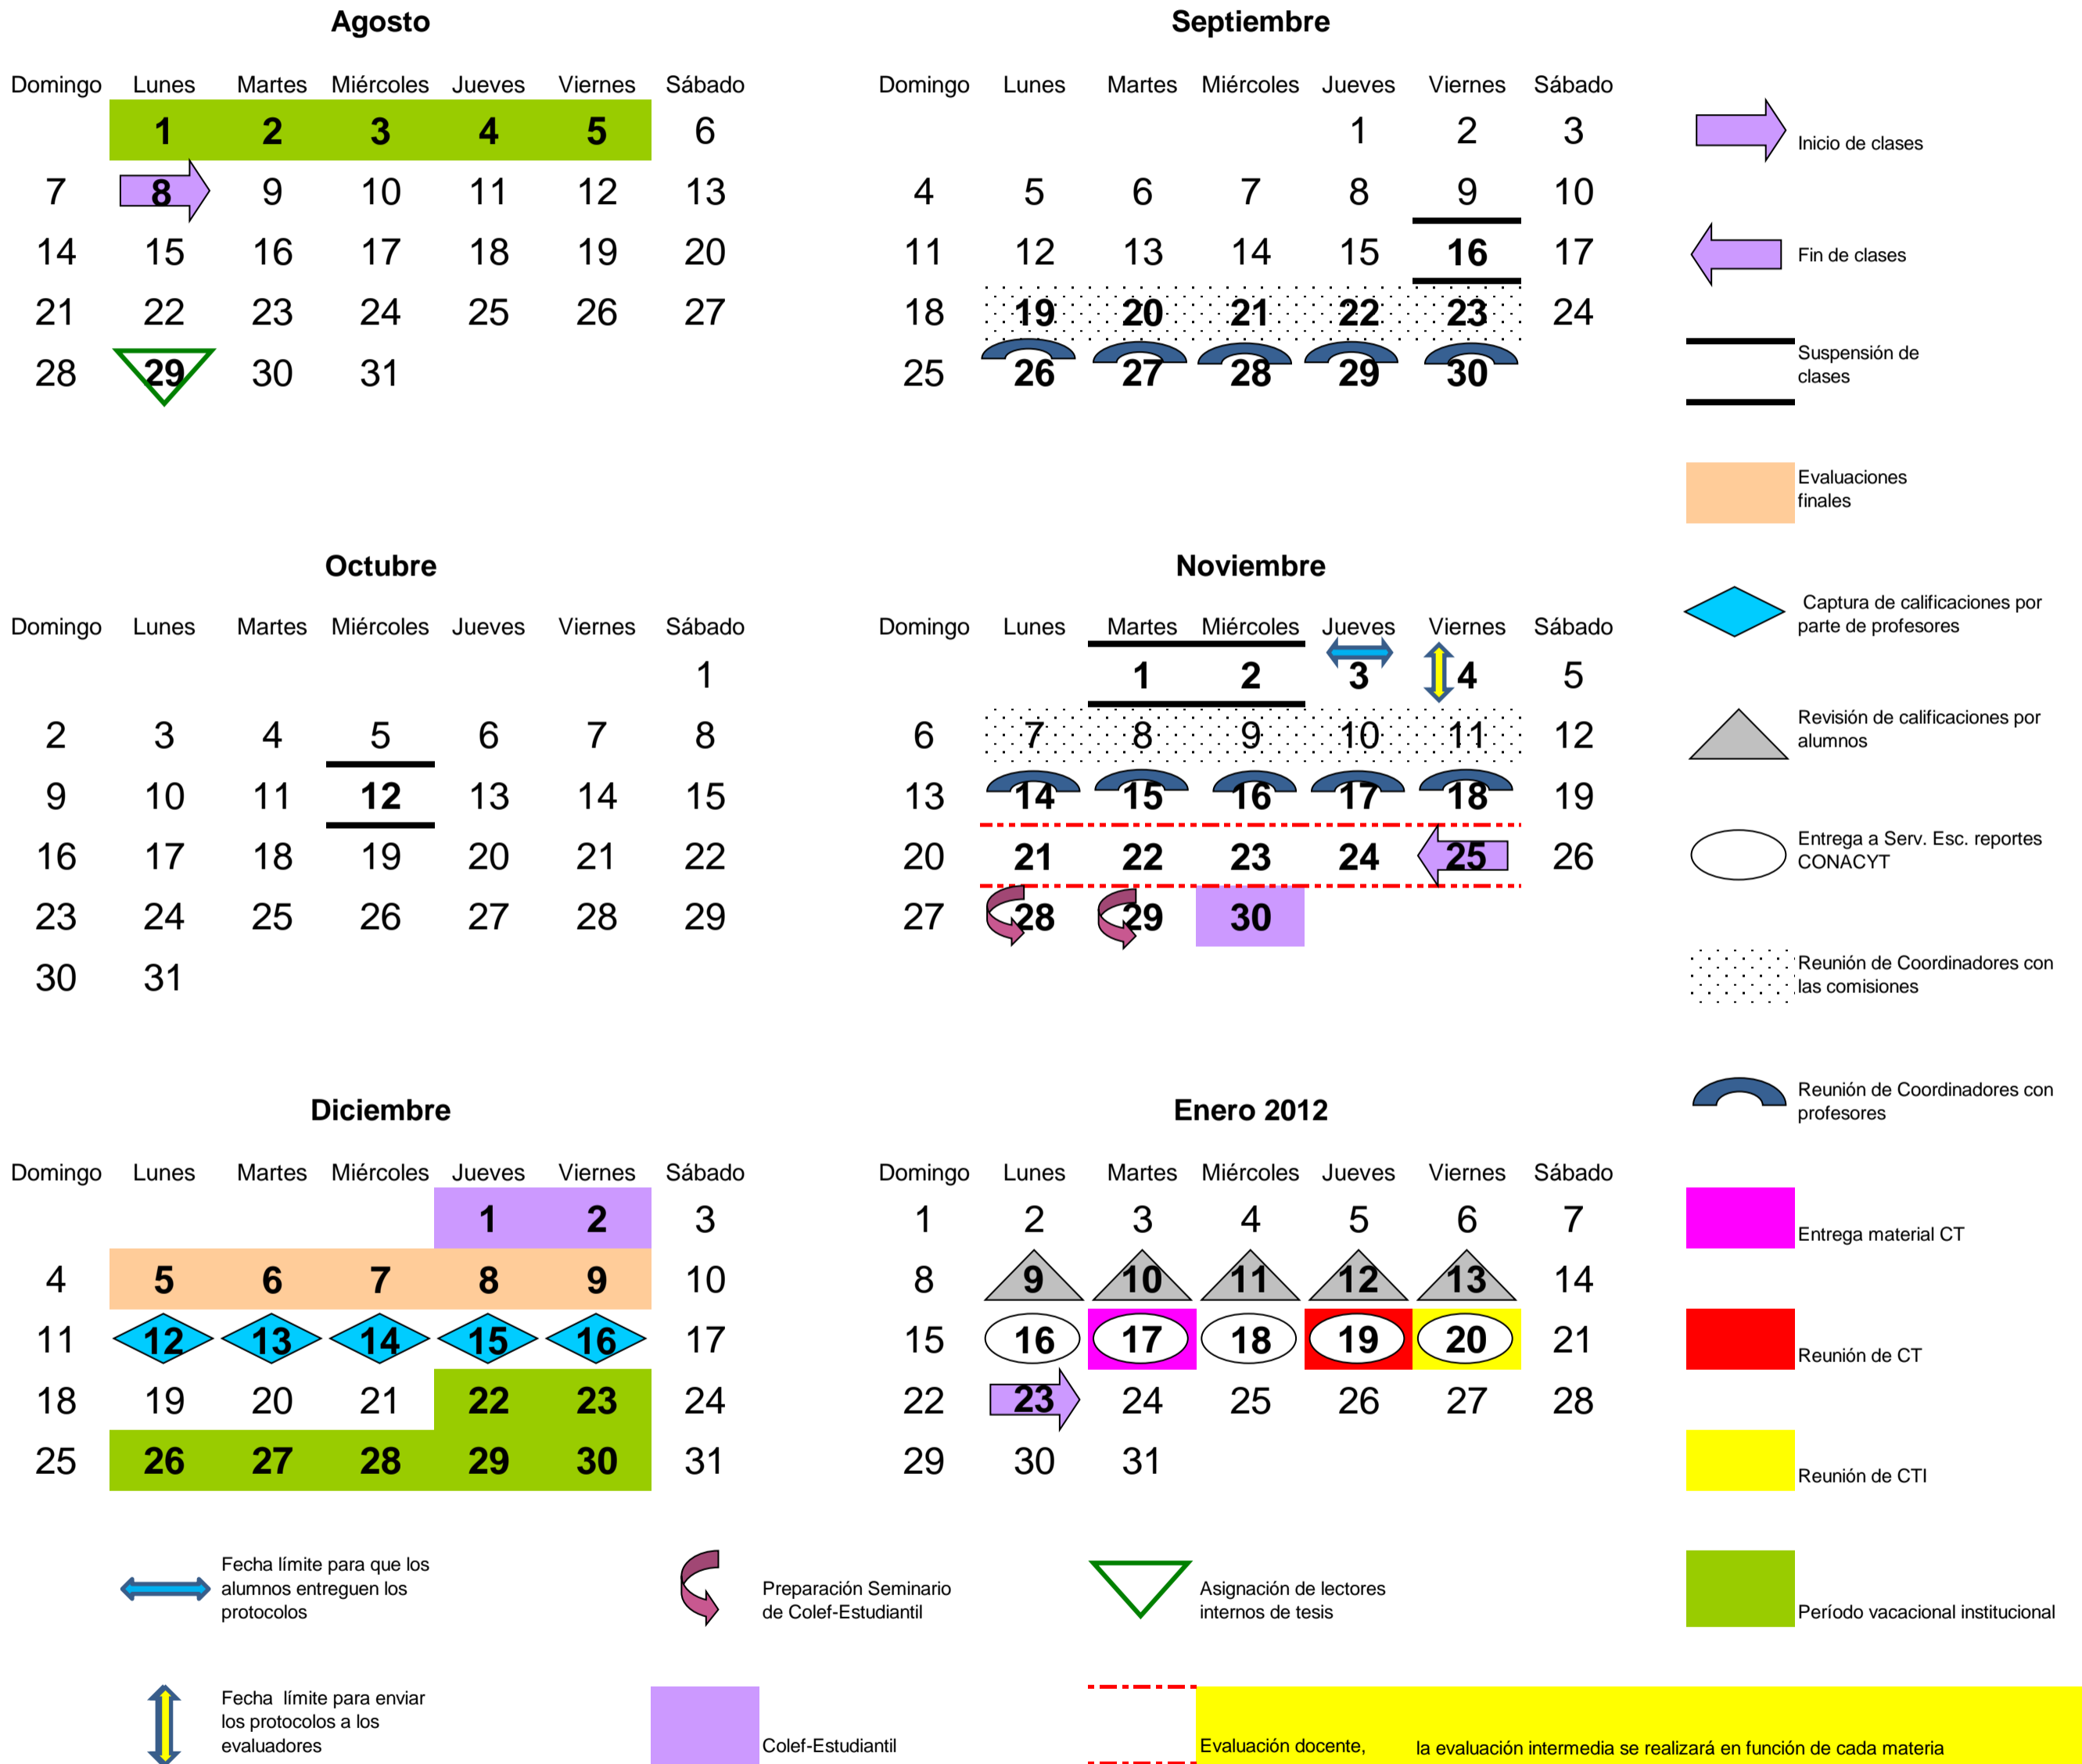 Agosto
Domingo Lunes Martes Miércoles Jueves Viernes Sábado
1 2 3 4 5 6
7 8 9 10 11 12 13
14 15 16 17 18 19 20
21 22 23 24 25 26 27
28 29 30 31
Septiembre
Domingo Lunes Martes Miércoles Jueves Viernes Sábado
1 2 3
4 5 6 7 8 9 10
11 12 13 14 15 16 17
18 19 20 21 22 23 24
25 26 27 28 29 30
Octubre
Domingo Lunes Martes Miércoles Jueves Viernes Sábado
1
2 3 4 5 6 7 8
9 10 11 12 13 14 15
16 17 18 19 20 21 22
23 24 25 26 27 28 29
30 31
Noviembre
Domingo Lunes Martes Miércoles Jueves Viernes Sábado
1 2 3 4 5
6 7 8 9 10 11 12
13 14 15 16 17 18 19
20 21 22 23 24 25 26
27 28 29 30
Diciembre
Domingo Lunes Martes Miércoles Jueves Viernes Sábado
1 2 3
4 5 6 7 8 9 10
11 12 13 14 15 16 17
18 19 20 21 22 23 24
25 26 27 28 29 30 31
Enero 2012
Domingo Lunes Martes Miércoles Jueves Viernes Sábado
1 2 3 4 5 6 7
8 9 10 11 12 13 14
15 16 17 18 19 20 21
22 23 24 25 26 27 28
29 30 31
Inicio de clases
Fin de clases
Suspensión de
clases
Evaluaciones
finales
Captura de calificaciones por
parte de profesores
Revisión de calificaciones por
alumnos
Entrega a Serv. Esc. reportes
CONACYT
Reunión de Coordinadores con
las comisiones
Reunión de Coordinadores con
profesores
Entrega material CT
Reunión de CT
Reunión de CTI
Período vacacional institucional
Fecha límite para que los
alumnos entreguen los
protocolos
Preparación Seminario
de Colef-Estudiantil
Asignación de lectores
internos de tesis
Fecha límite para enviar
los protocolos a los
evaluadores
Colef-Estudiantil
Evaluación docente, la evaluación intermedia se realizará en función de cada materia